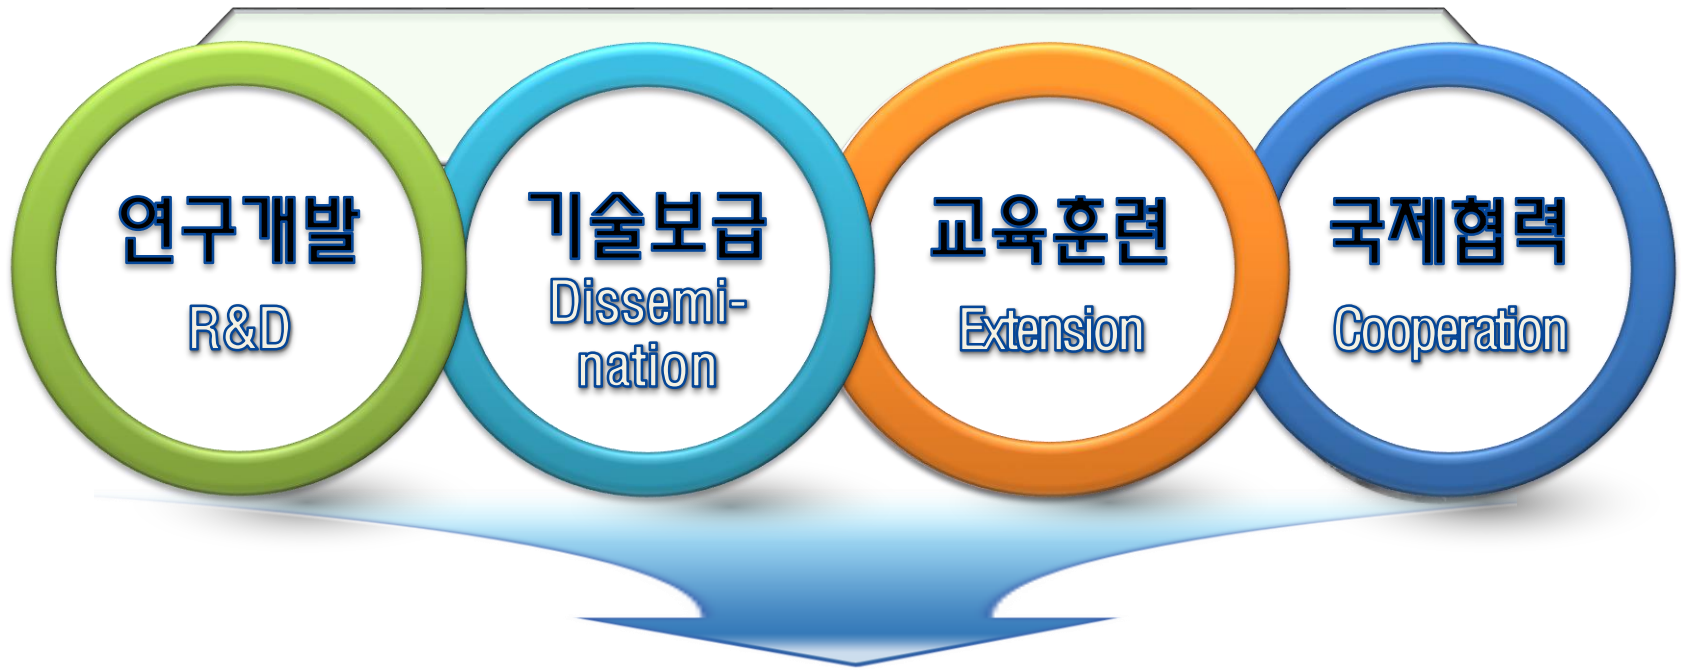 연구개발
R&D
기술보급
Dissemi-
nation
교육훈련
Extension
국제협력
Cooperation